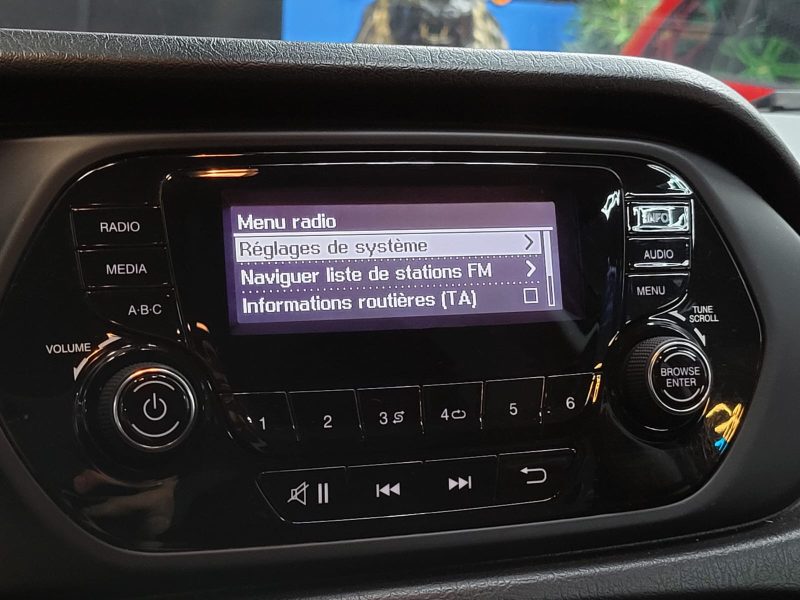 Menu radio
Réglages de système
Naviguer liste de stations FM
Informations routières (TA)
RADIO
MEDIA
A·B·C
VOLUME
INFO
AUDIO
MENU
TUNE
SCROLL
BROWSE
ENTER
1 2 3 4 5 6